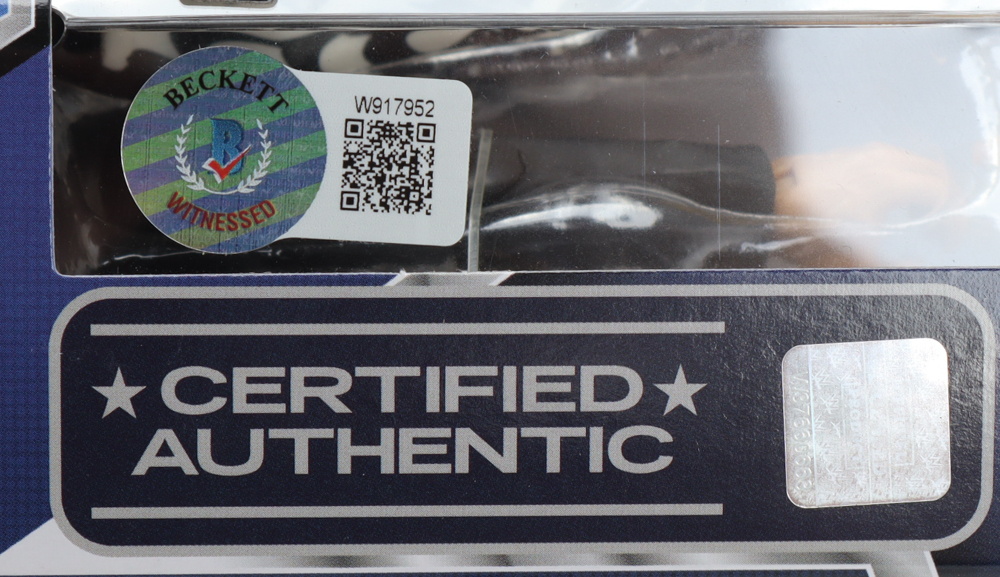 BECKETT
B
WITNESSED
W917952
CERTIFIED
AUTHENTIC